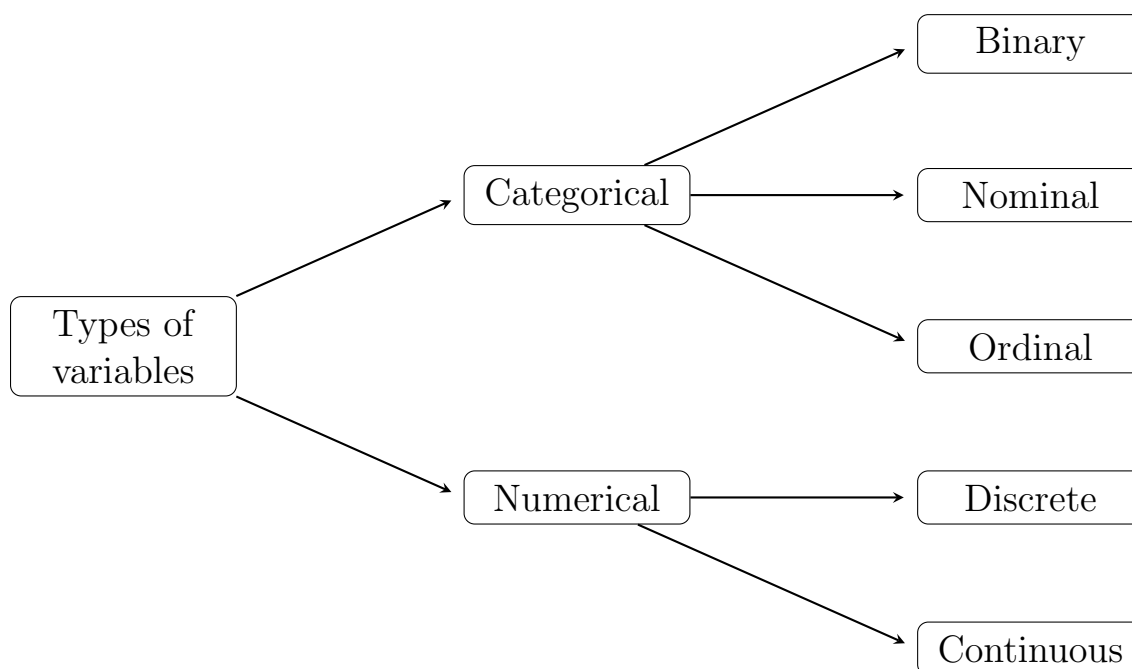 Binary
Categorical
Nominal
Types of
variables
Ordinal
Numerical
Discrete
Continuous